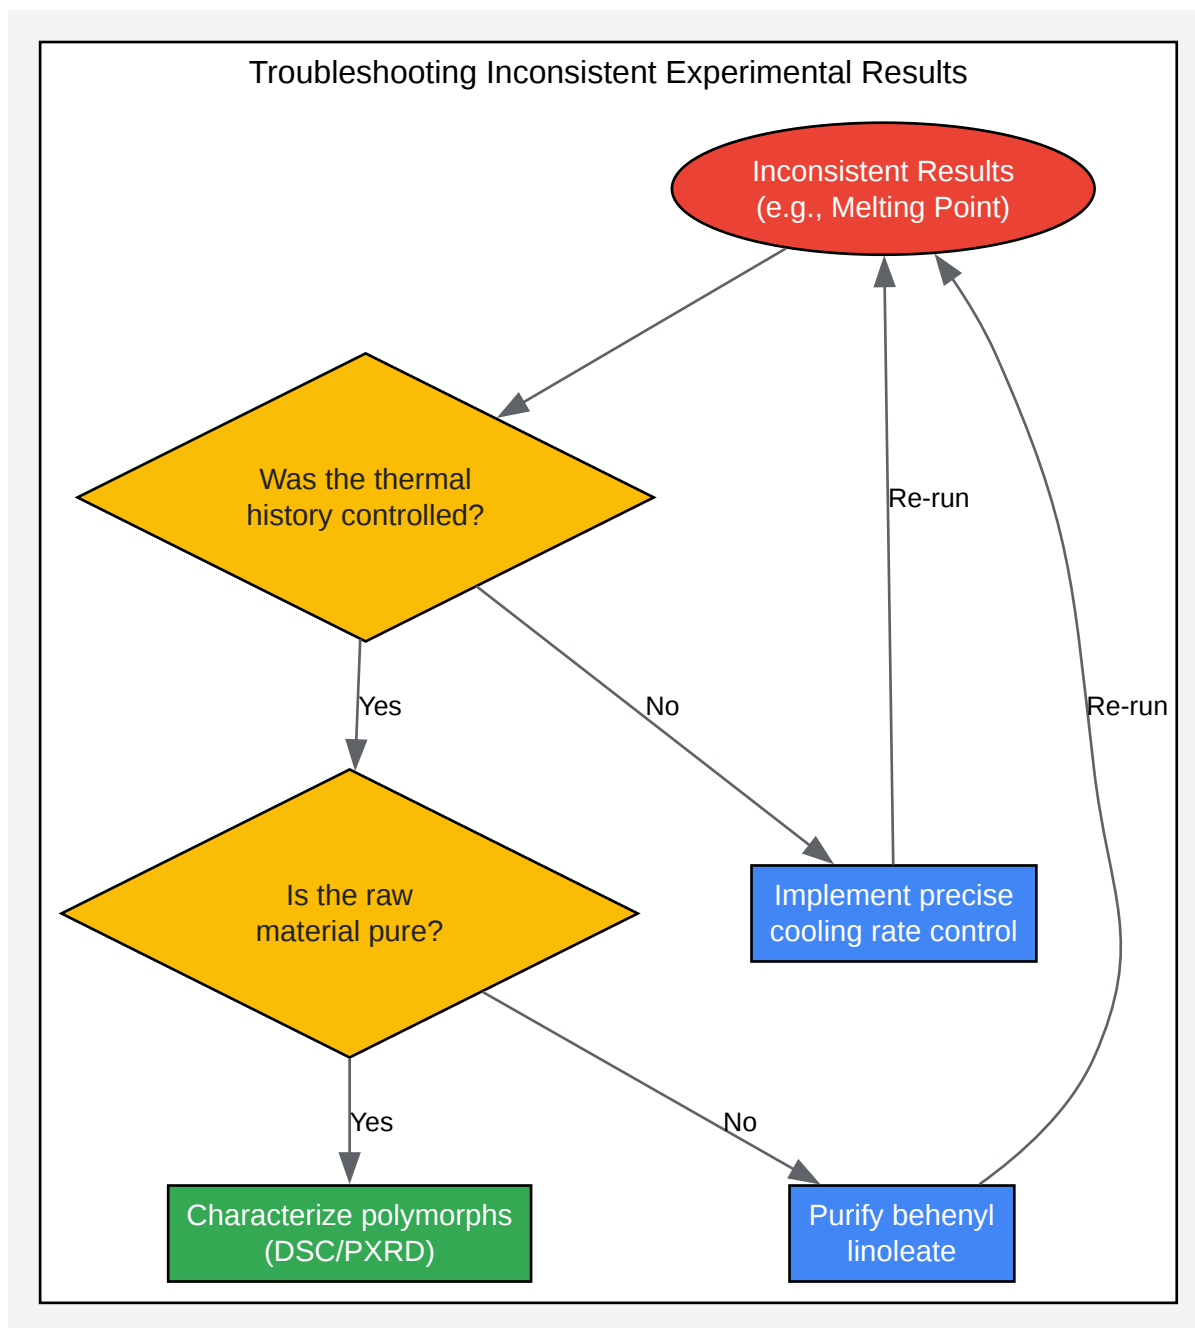 Troubleshooting Inconsistent Experimental Results
Inconsistent Results
(e.g., Melting Point)
Was the thermal
history controlled?
Re-run
Yes
No
Re-run
Is the raw
material pure?
Implement precise
cooling rate control
Yes
No
Characterize polymorphs
(DSC/PXRD)
Purify behenyl
linoleate